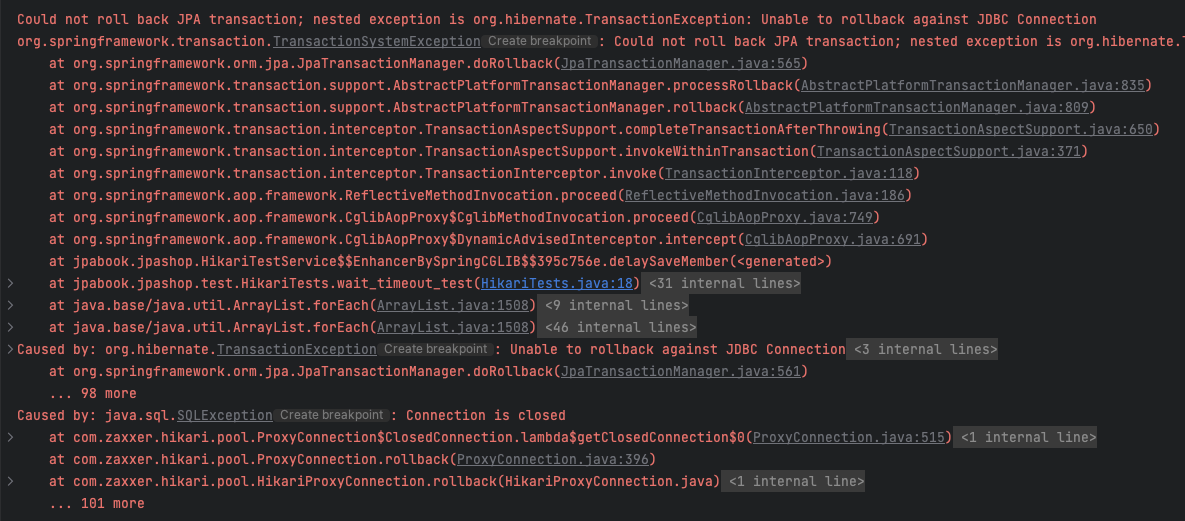 Could not roll back JPA transaction; nested exception is org.hibernate.TransactionException: Unable to rollback against JDBC Connection
org.springframework.transaction.TransactionSystemException Create breakpoint : Could not roll back JPA transaction; nested exception is org.hibernate.
at org.springframework.orm.jpa.JpaTransactionManager.doRollback(JpaTransactionManager.java:565)
at org.springframework.transaction.support.AbstractPlatformTransactionManager.processRollback(AbstractPlatformTransactionManager.java:835)
at org.springframework.transaction.support.AbstractPlatformTransactionManager.rollback(AbstractPlatformTransactionManager.java:809)
at org.springframework.transaction.interceptor.TransactionAspectSupport.completeTransactionAfterThrowing(TransactionAspectSupport.java:650)
at org.springframework.transaction.interceptor.TransactionAspectSupport.invokeWithinTransaction(TransactionAspectSupport.java:371)
at org.springframework.transaction.interceptor.TransactionInterceptor.invoke(TransactionInterceptor.java:118)
at org.springframework.aop.framework.ReflectiveMethodInvocation.proceed(ReflectiveMethodInvocation.java:186)
at org.springframework.aop.framework.CglibAopProxy$CglibMethodInvocation.proceed(CglibAopProxy.java:749)
at org.springframework.aop.framework.CglibAopProxy$DynamicAdvisedInterceptor.intercept(CglibAopProxy.java:691)
at jpabook.jpashop.HikariTestService$$EnhancerBySpringCGLIB$$395c756e.delaySaveMember(<generated>)
at jpabook.jpashop.test.HikariTests.wait_timeout_test(HikariTests.java:18) <31 internal lines>
at java.base/java.util.ArrayList.forEach(ArrayList.java:1508) <9 internal lines>
at java.base/java.util.ArrayList.forEach(ArrayList.java:1508) <46 internal lines>
Caused by: org.hibernate.TransactionException Create breakpoint : Unable to rollback against JDBC Connection <3 internal lines>
at org.springframework.orm.jpa.JpaTransactionManager.doRollback(JpaTransactionManager.java:561)
... 98 more
Caused by: java.sql.SQLException Create breakpoint : Connection is closed
at com.zaxxer.hikari.pool.ProxyConnection$ClosedConnection.lambda$getClosedConnection$0(ProxyConnection.java:515) <1 internal line>
at com.zaxxer.hikari.pool.ProxyConnection.rollback(ProxyConnection.java:396)
at com.zaxxer.hikari.pool.HikariProxyConnection.rollback(HikariProxyConnection.java) <1 internal line>
... 101 more